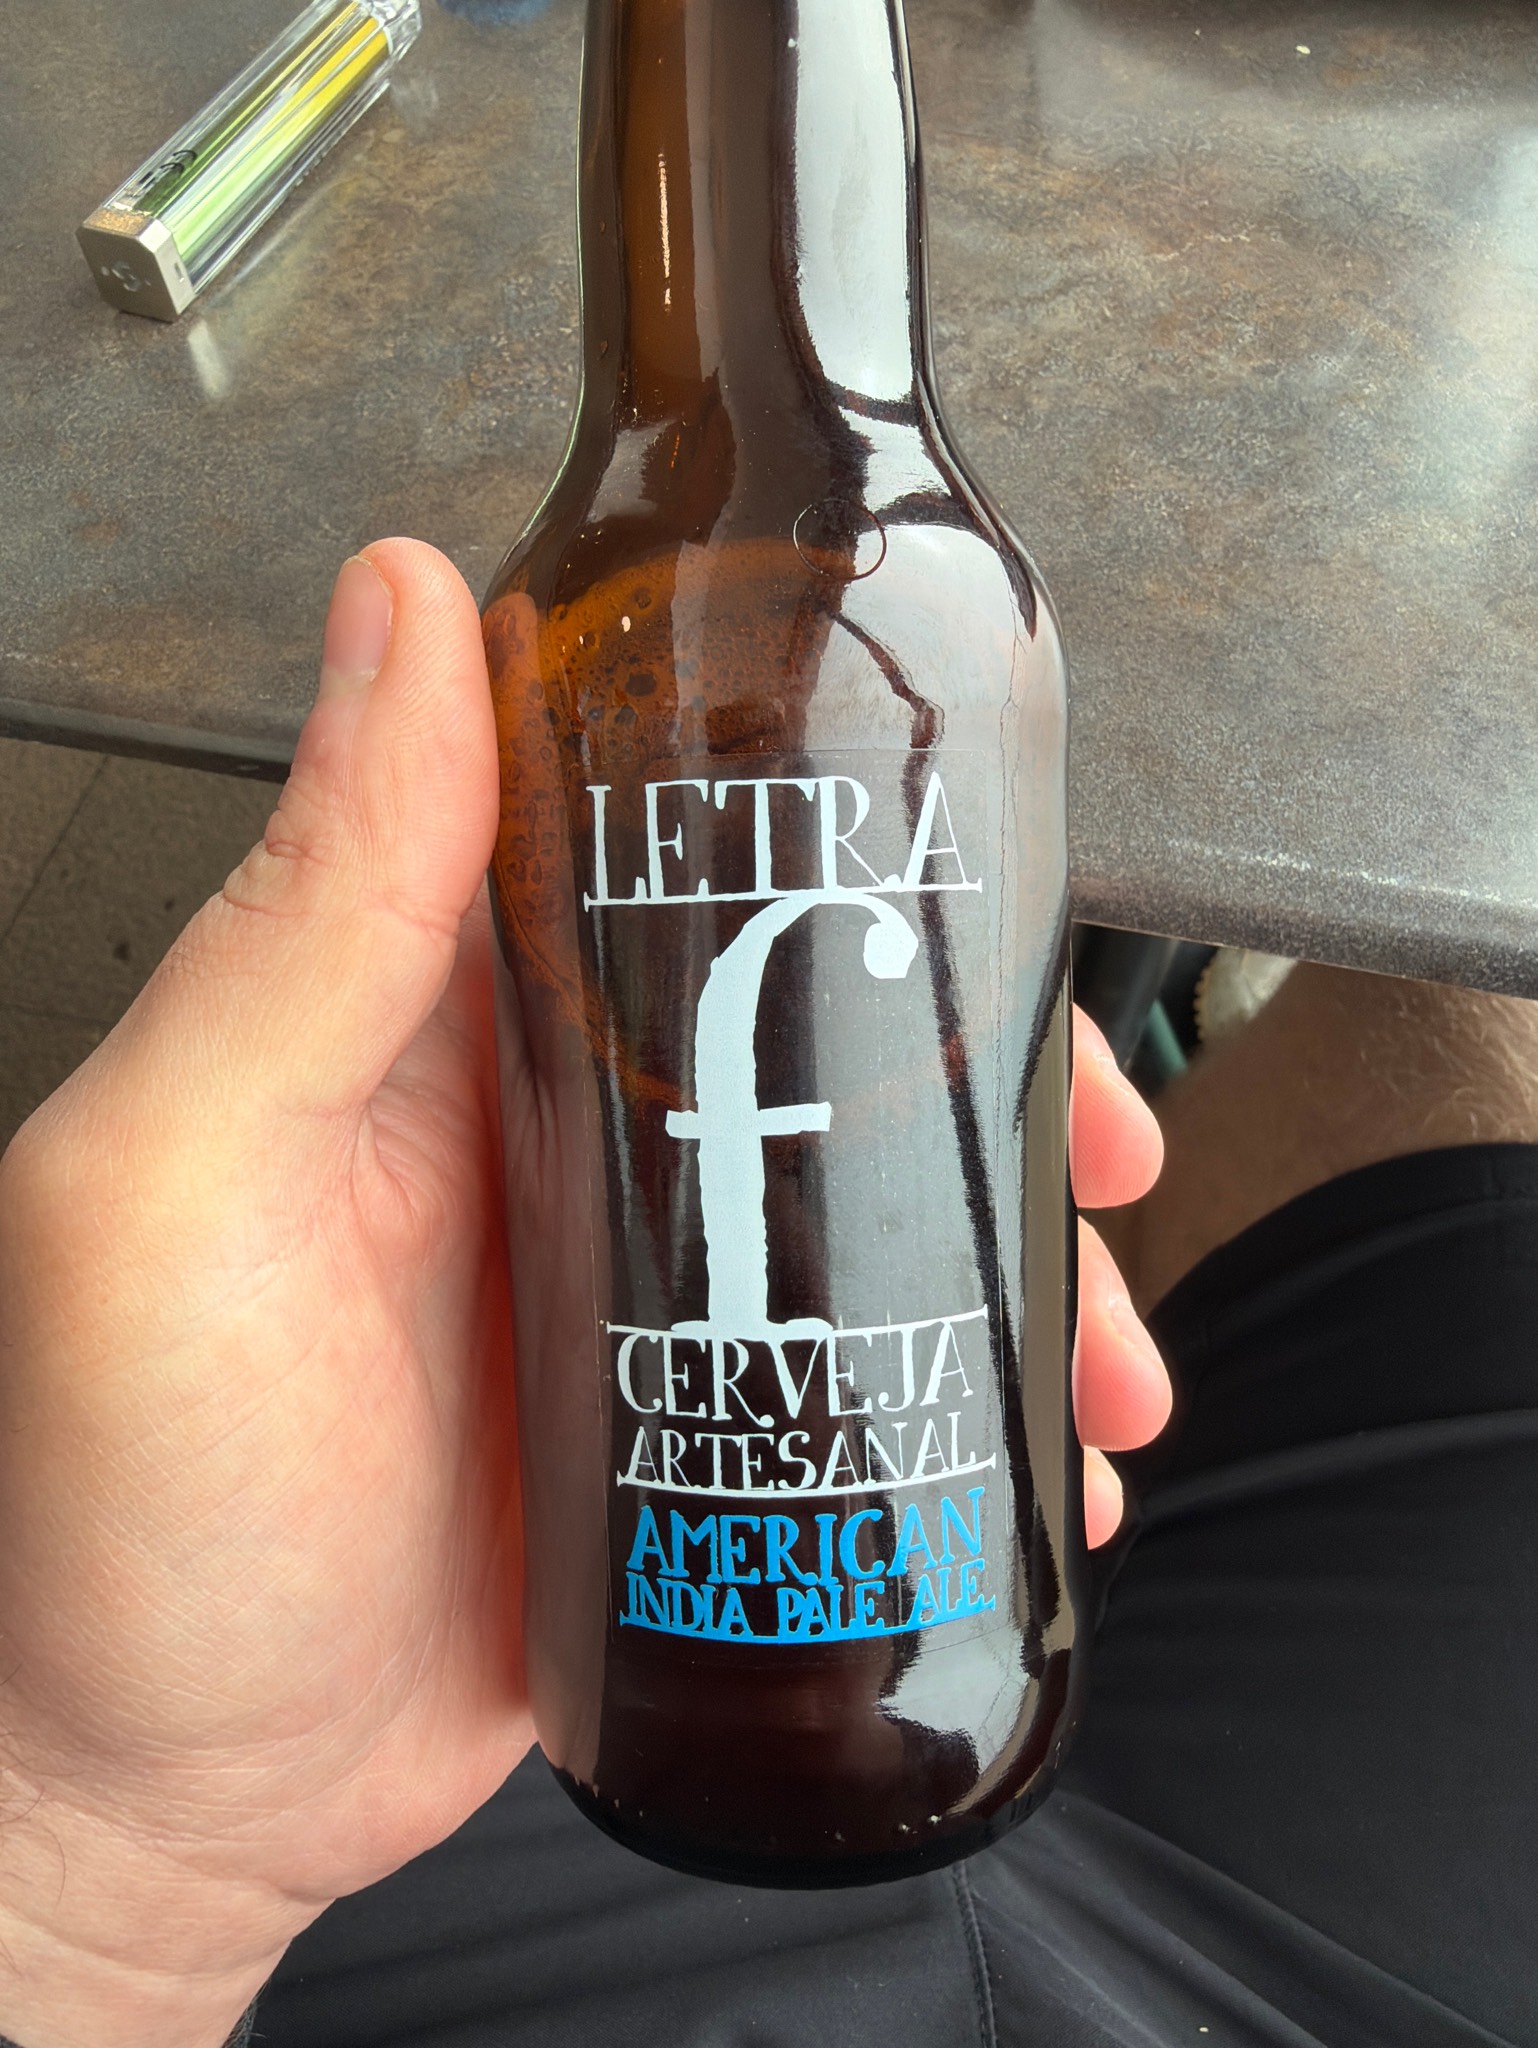 LETRA
f
CERVEJA
ARTESANAL
AMERICAN
INDIA PALE ALE